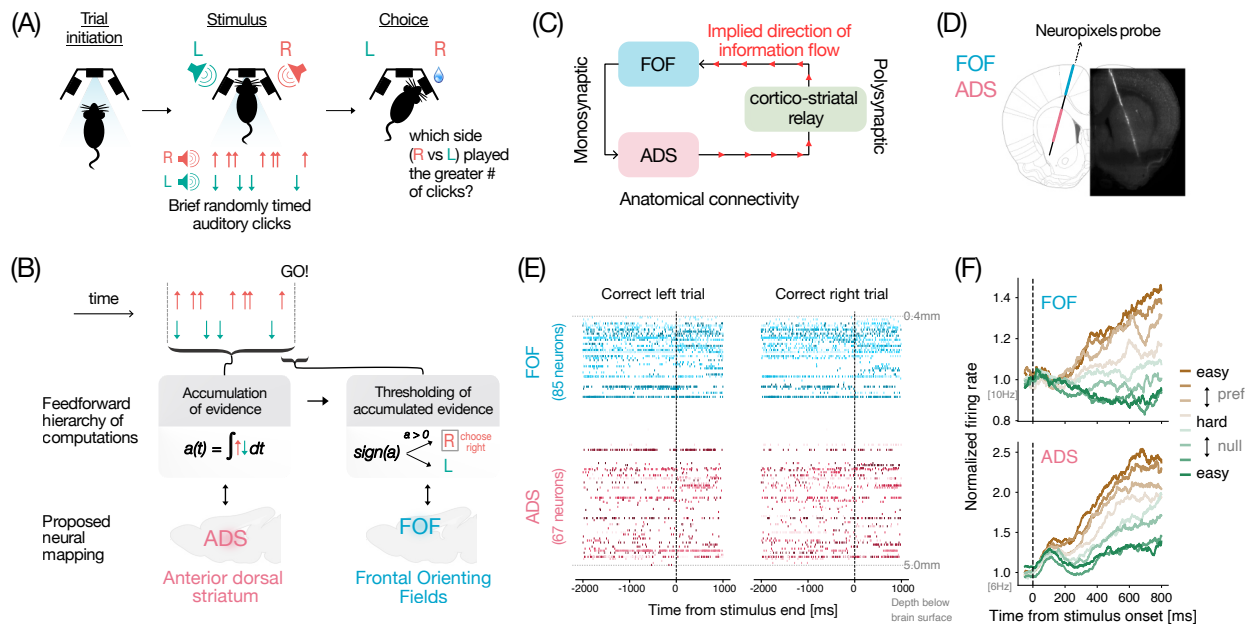 (A)
Trial
initiation
Stimulus
Choice
L
R
L
R
R
L
which side
(R vs L) played
the greater #
of clicks?
Brief randomly timed
auditory clicks
(B)
GO!
time
Feedforward
hierarchy of
computations
Accumulation
of evidence
a(t) = ∫↑↓dt
Thresholding of
accumulated evidence
sign(a)
a > 0
R
choose
right
L
Proposed
neural
mapping
ADS
FOF
Anterior dorsal
striatum
Frontal Orienting
Fields
(C)
Implied direction of
information flow
Monosynaptic
FOF
cortico-striatal
relay
ADS
Polysynaptic
Anatomical connectivity
(D)
Neuropixels probe
FOF
ADS
(E)
Correct left trial
Correct right trial
0.4mm
FOF
(85 neurons)
ADS
(67 neurons)
5.0mm
-2000 -1000 0 1000
-2000 -1000 0 1000
Time from stimulus end [ms]
Depth below
brain surface
(F)
Normalized firing rate
FOF
1.4
1.2
1.0
[10Hz]
0.8
ADS
2.5
2.0
1.5
1.0
[6Hz]
0 200 400 600 800
Time from stimulus onset [ms]
easy
pref
hard
null
easy